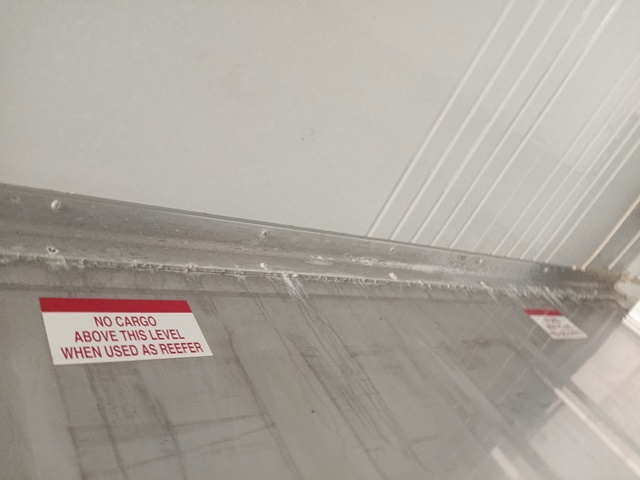 NO CARGO
ABOVE THIS LEVEL
WHEN USED AS REEFER